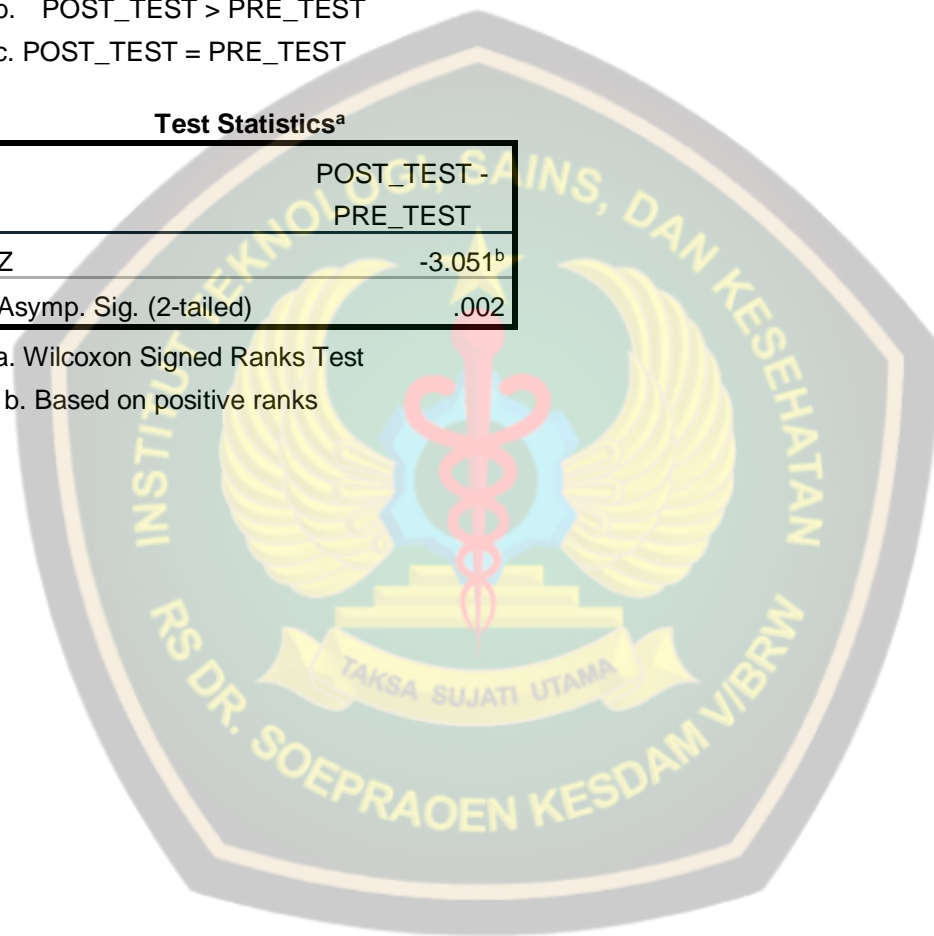 b. POST_TEST > PRE_TEST
c. POST_TEST = PRE_TEST
Test Statisticsᵃ
POST_TEST -
PRE_TEST
Z -3.051ᵇ
Asymp. Sig. (2-tailed) .002
a. Wilcoxon Signed Ranks Test
b. Based on positive ranks
INSTITUT TEKNOLOGI, SAINS, DAN KESEHATAN
TAKSA SUJATI UTAMA
RS DR. SOEPRAOEN KESDAM V/BRW